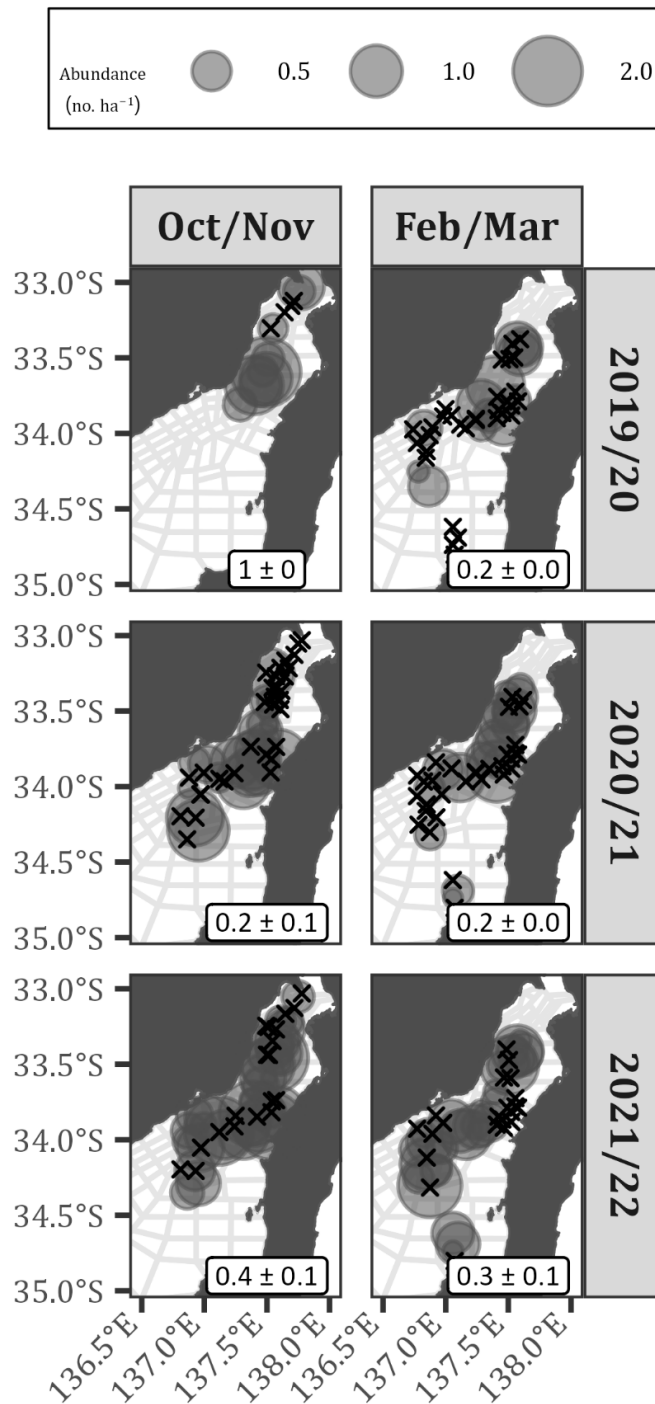 Abundance 0.5 1.0 2.0
(no. ha⁻¹)
Oct/Nov Feb/Mar
33.0°S
33.5°S
34.0°S
34.5°S
35.0°S
1 ± 0 0.2 ± 0.0
2019/20
33.0°S
33.5°S
34.0°S
34.5°S
35.0°S
0.2 ± 0.1 0.2 ± 0.0
2020/21
33.0°S
33.5°S
34.0°S
34.5°S
35.0°S
0.4 ± 0.1 0.3 ± 0.1
2021/22
136.5°E 137.0°E 137.5°E 138.0°E 136.5°E 137.0°E 137.5°E 138.0°E